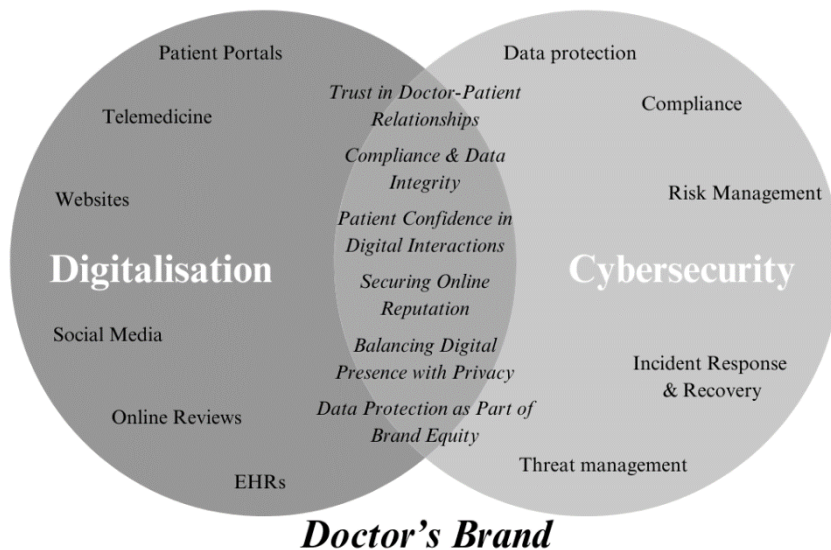 Patient Portals
Telemedicine
Websites
Digitalisation
Social Media
Online Reviews
EHRs
Trust in Doctor-Patient
Relationships
Compliance & Data
Integrity
Patient Confidence in
Digital Interactions
Securing Online
Reputation
Balancing Digital
Presence with Privacy
Data Protection as Part of
Brand Equity
Data protection
Compliance
Risk Management
Cybersecurity
Incident Response
& Recovery
Threat management
Doctor’s Brand